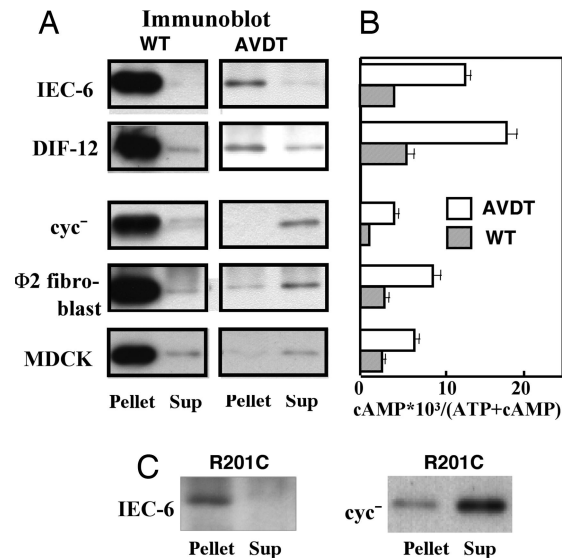 A
Immunoblot
B
WT AVDT
IEC-6
DIF-12
cyc⁻
Φ2 fibro-
blast
MDCK
Pellet Sup Pellet Sup
AVDT
WT
0 10 20
cAMP*10³/(ATP+cAMP)
C
R201C R201C
IEC-6 cyc⁻
Pellet Sup Pellet Sup